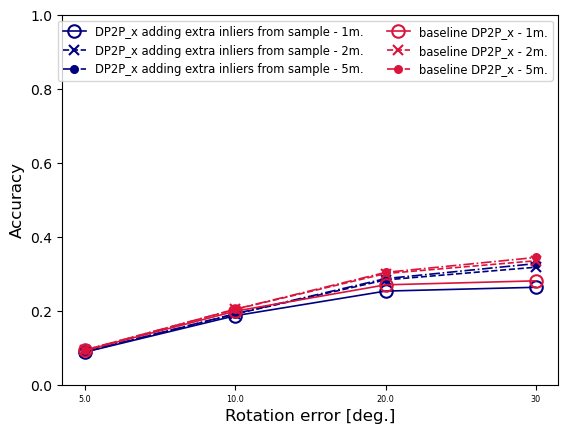 1.0
DP2P_x adding extra inliers from sample - 1m.
DP2P_x adding extra inliers from sample - 2m.
DP2P_x adding extra inliers from sample - 5m.
baseline DP2P_x - 1m.
baseline DP2P_x - 2m.
baseline DP2P_x - 5m.
0.8
0.6
0.4
0.2
0.0
Accuracy
5.0
10.0
20.0
30
Rotation error [deg.]